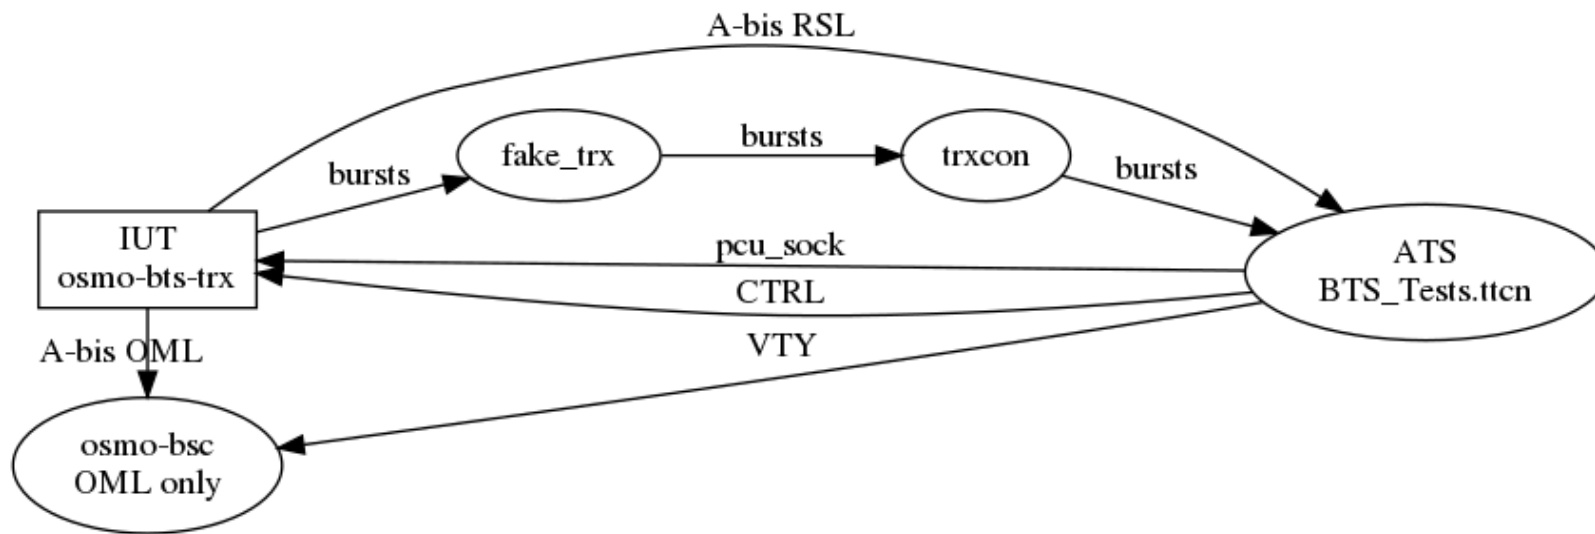 A-bis RSL
bursts
fake_trx
bursts
trxcon
bursts
IUT
osmo-bts-trx
pcu_sock
CTRL
VTY
ATS
BTS_Tests.ttcn
A-bis OML
osmo-bsc
OML only